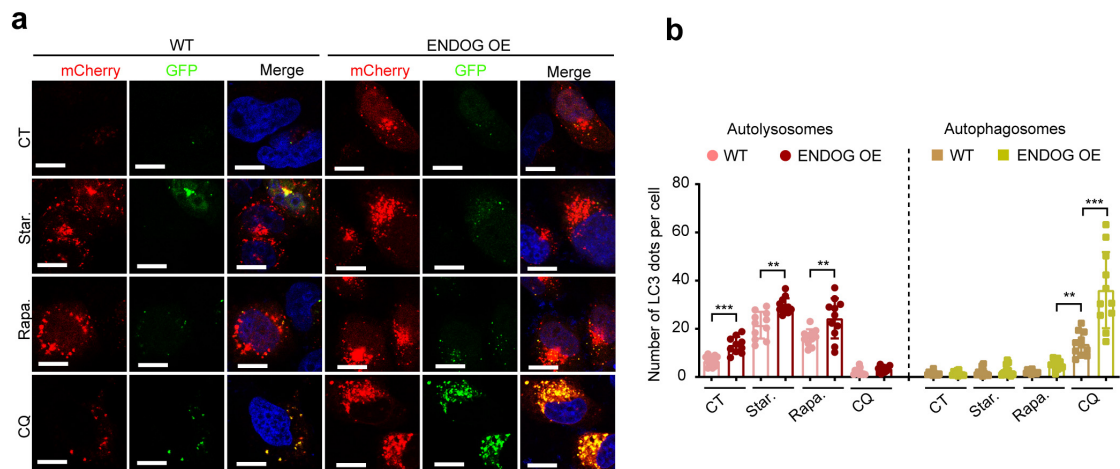 a
WT ENDOG OE
mCherry GFP Merge mCherry GFP Merge
CT
Star.
Rapa.
CQ
b
Autolysosomes Autophagosomes
WT ENDOG OE WT ENDOG OE
Number of LC3 dots per cell
80
60
40
20
0
*** ** ** ** ***
CT Star. Rapa. CQ CT Star. Rapa. CQ